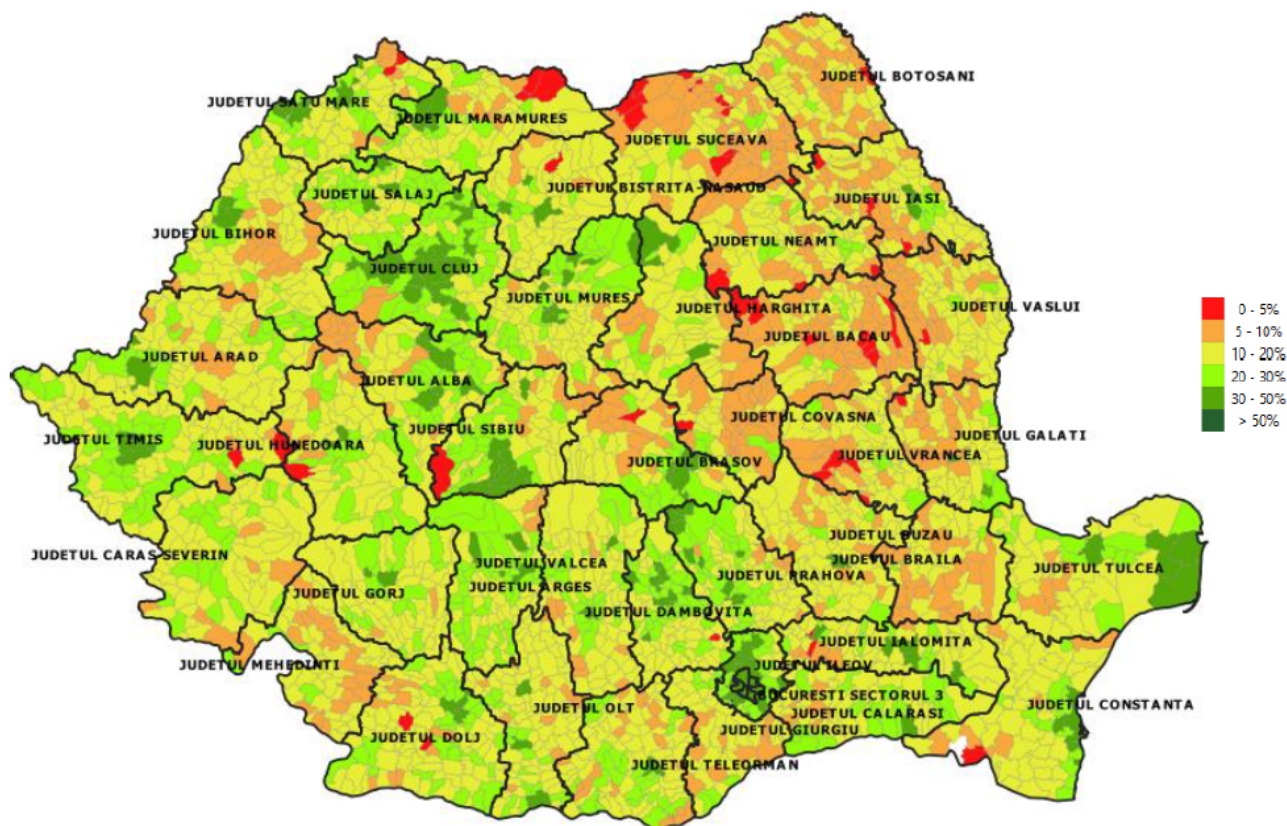 JUDETUL BOTOSANI
JUDETUL SATU MARE
JUDETUL MARAMURES
JUDETUL SUCEAVA
JUDETUL BISTRITA-NASAUD
JUDETUL SALAJ
JUDETUL IASI
JUDETUL BIHOR
JUDETUL NEAMT
JUDETUL CLUJ
JUDETUL MURES
JUDETUL HARGHITA
JUDETUL VASLUI
JUDETUL BACAU
JUDETUL ARAD
JUDETUL ALBA
JUDETUL COVASNA
JUDETUL SIBIU
JUDETUL TIMIS
JUDETUL HUNEDOARA
JUDETUL GALATI
JUDETUL VRANCEA
JUDETUL BRASOV
JUDETUL CARAS-SEVERIN
JUDETUL BUZAU
JUDETUL BRAILA
JUDETUL VALCEA
JUDETUL TULCEA
JUDETUL PRAHOVA
JUDETUL GORJ
JUDETUL ARGES
JUDETUL DAMBOVITA
JUDETUL IALOMITA
JUDETUL MEHEDINTI
JUDETUL ILFOV
BUCURESTI SECTORUL 3
JUDETUL CONSTANTA
JUDETUL OLT
JUDETUL CALARASI
JUDETUL GIURGIU
JUDETUL DOLJ
JUDETUL TELEORMAN
0 - 5%
5 - 10%
10 - 20%
20 - 30%
30 - 50%
> 50%